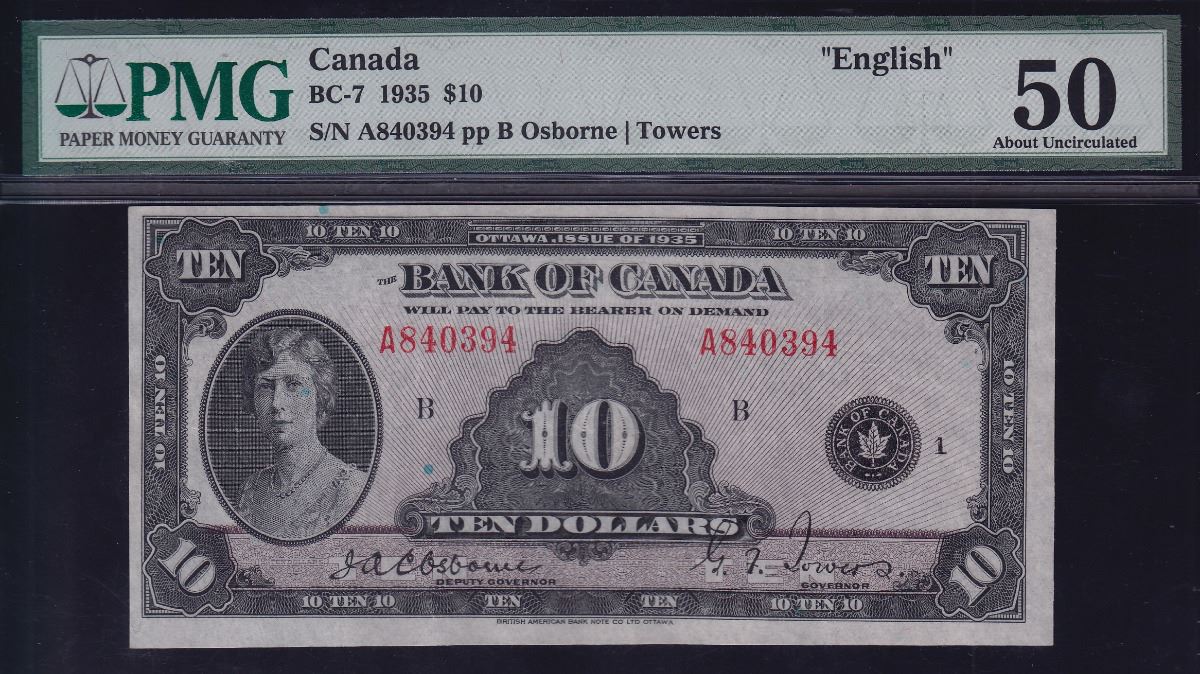 PMG
PAPER MONEY GUARANTY
Canada
BC-7 1935 $10
S/N A840394 pp B Osborne | Towers
"English"
50
About Uncirculated
10 TEN 10
10 TEN 10
OTTAWA, ISSUE OF 1935
TEN
TEN
THE BANK OF CANADA
WILL PAY TO THE BEARER ON DEMAND
A840394
A840394
10 TEN 10
10 TEN 10
B
B
10
BANK OF CANADA
1
TEN DOLLARS
10
10
JAC Osborne
G. F. Towers.
DEPUTY GOVERNOR
GOVERNOR
10 TEN 10
TEN
TEN
10 TEN 10
BRITISH AMERICAN BANK NOTE CO LTD OTTAWA